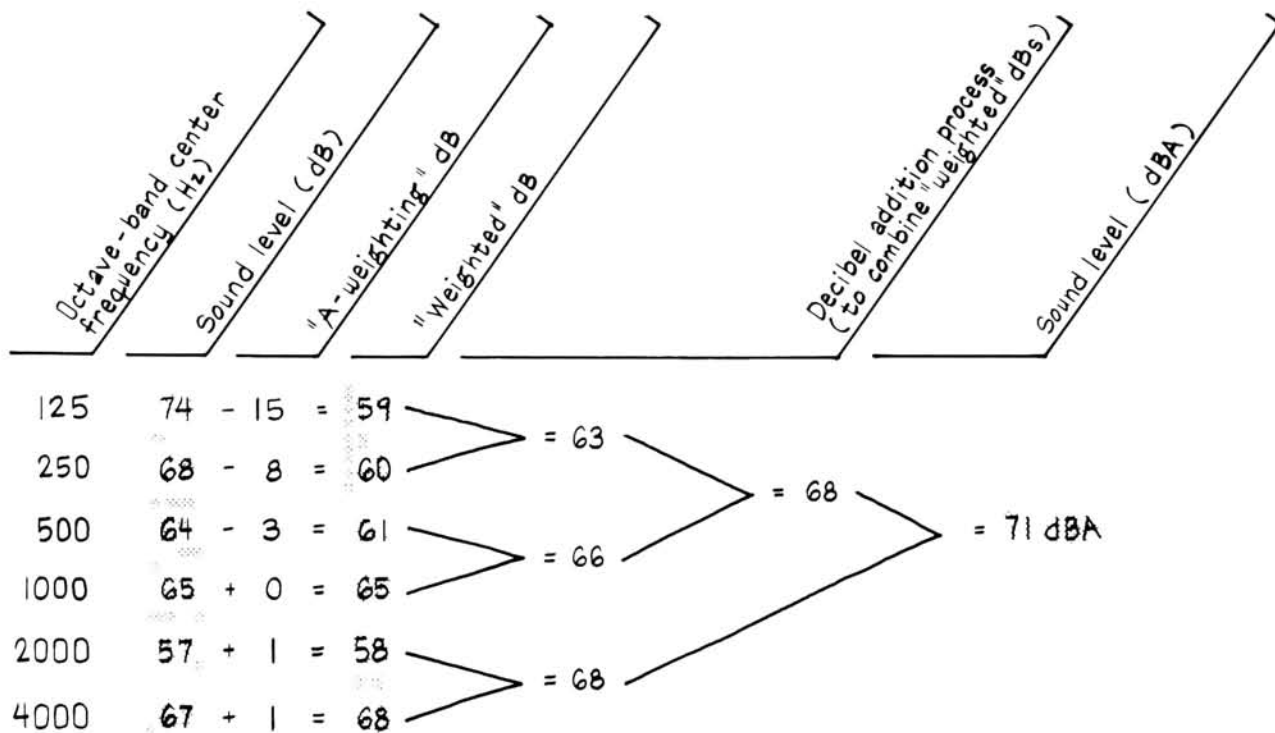 Octave-band center
frequency (Hz)
Sound level (dB)
"A-weighting" dB
"Weighted" dB
Decibel addition process
(to combine "weighted" dBs)
Sound level (dBA)
125 74 - 15 = 59
= 63
250 68 - 8 = 60
= 68
500 64 - 3 = 61
= 71 dBA
= 66
1000 65 + 0 = 65
2000 57 + 1 = 58
= 68
4000 67 + 1 = 68